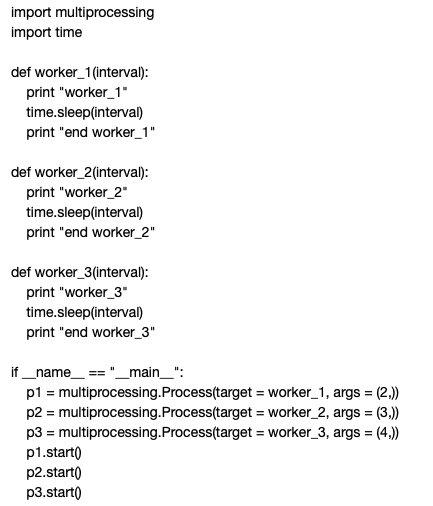 import multiprocessing
import time

def worker_1(interval):
    print "worker_1"
    time.sleep(interval)
    print "end worker_1"

def worker_2(interval):
    print "worker_2"
    time.sleep(interval)
    print "end worker_2"

def worker_3(interval):
    print "worker_3"
    time.sleep(interval)
    print "end worker_3"

if __name__ == "__main__":
    p1 = multiprocessing.Process(target = worker_1, args = (2,))
    p2 = multiprocessing.Process(target = worker_2, args = (3,))
    p3 = multiprocessing.Process(target = worker_3, args = (4,))
    p1.start()
    p2.start()
    p3.start()